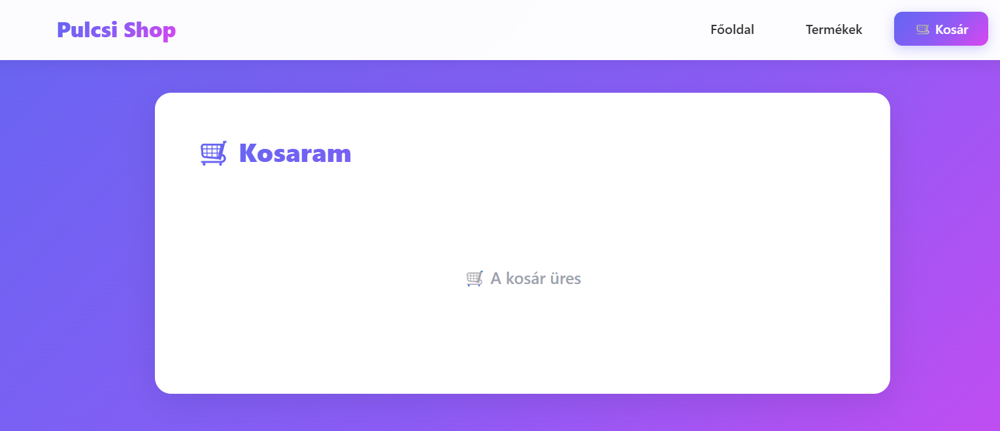 Pulcsi Shop
Főoldal
Termékek
Kosár
Kosaram
A kosár üres